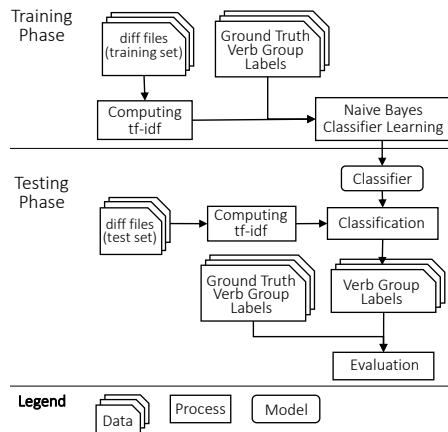 Training
Phase
diff files
(training set)
Ground Truth
Verb Group
Labels
Computing
tf-idf
Naive Bayes
Classifier Learning
Testing
Phase
Classifier
diff files
(test set)
Computing
tf-idf
Classification
Ground Truth
Verb Group
Labels
Verb Group
Labels
Evaluation
Legend
Data
Process
Model